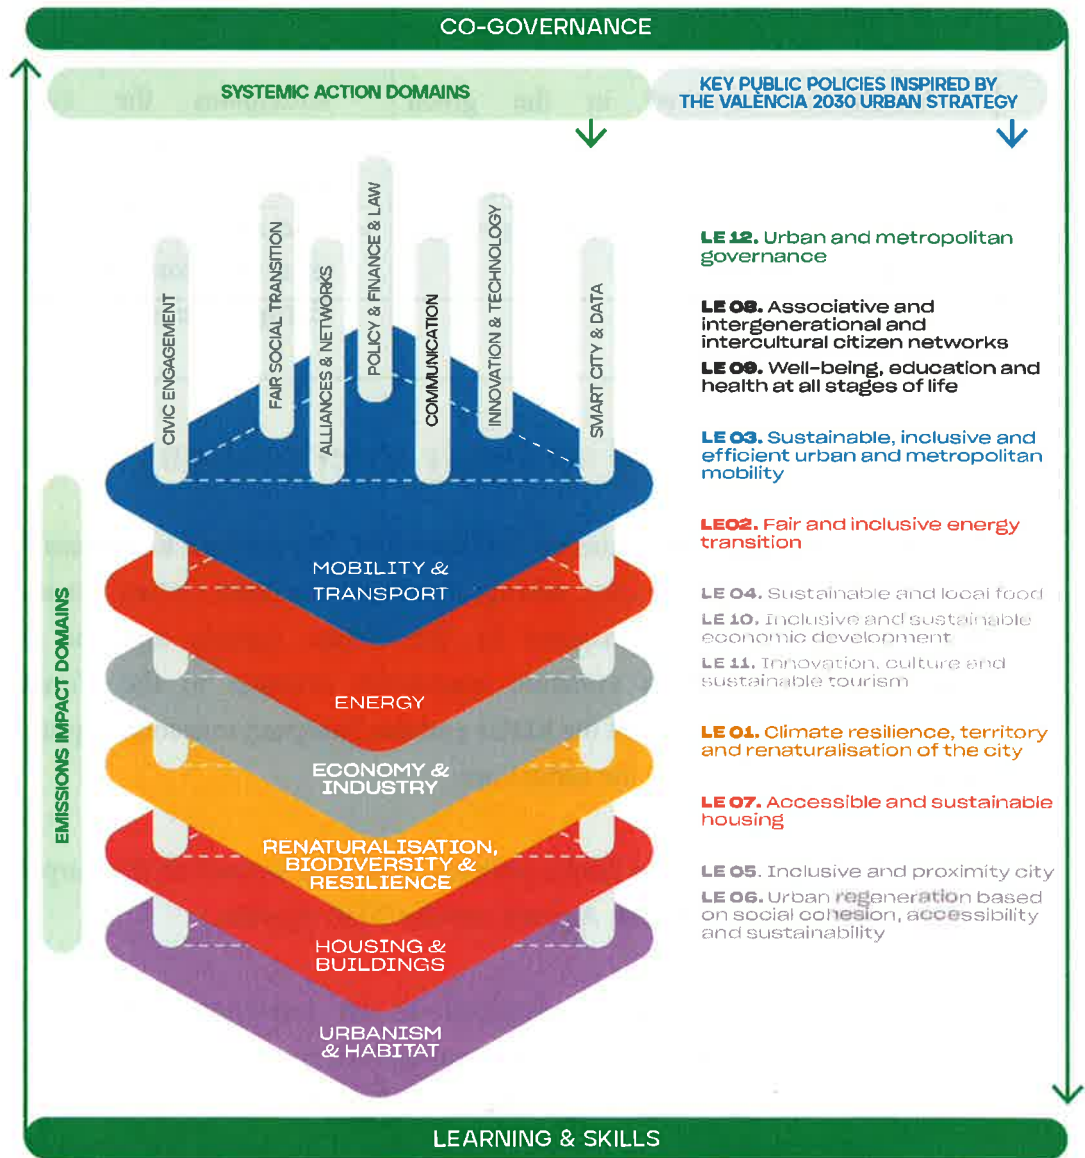 CO-GOVERNANCE
SYSTEMIC ACTION DOMAINS
KEY PUBLIC POLICIES INSPIRED BY
THE VALÈNCIA 2030 URBAN STRATEGY
CIVIC ENGAGEMENT
FAIR SOCIAL TRANSITION
ALLIANCES & NETWORKS
POLICY & FINANCE & LAW
COMMUNICATION
INNOVATION & TECHNOLOGY
SMART CITY & DATA
EMISSIONS IMPACT DOMAINS
MOBILITY &
TRANSPORT
ENERGY
ECONOMY &
INDUSTRY
RENATURALISATION,
BIODIVERSITY &
RESILIENCE
HOUSING &
BUILDINGS
URBANISM
& HABITAT
LE 12. Urban and metropolitan
governance
LE 08. Associative and
intergenerational and
intercultural citizen networks
LE 09. Well-being, education and
health at all stages of life
LE 03. Sustainable, inclusive and
efficient urban and metropolitan
mobility
LE02. Fair and inclusive energy
transition
LE 04. Sustainable and local food
LE 10. Inclusive and sustainable
economic development
LE 11. Innovation, culture and
sustainable tourism
LE 01. Climate resilience, territory
and renaturalisation of the city
LE 07. Accessible and sustainable
housing
LE 05. Inclusive and proximity city
LE 06. Urban regeneration based
on social cohesion, accessibility
and sustainability
LEARNING & SKILLS